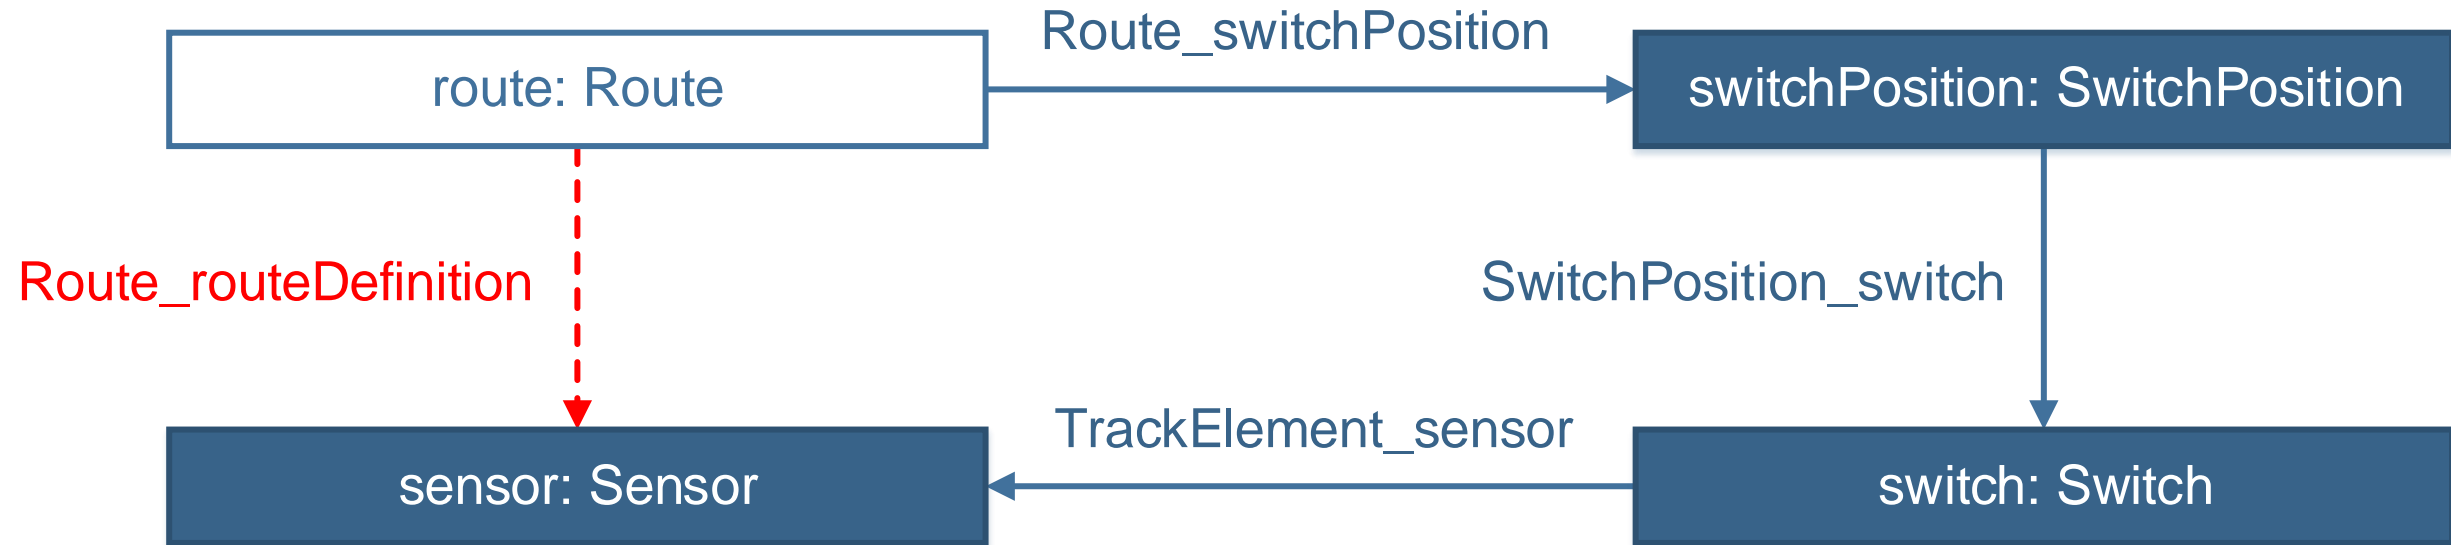 Route_switchPosition
route: Route
switchPosition: SwitchPosition
Route_routeDefinition
SwitchPosition_switch
TrackElement_sensor
sensor: Sensor
switch: Switch